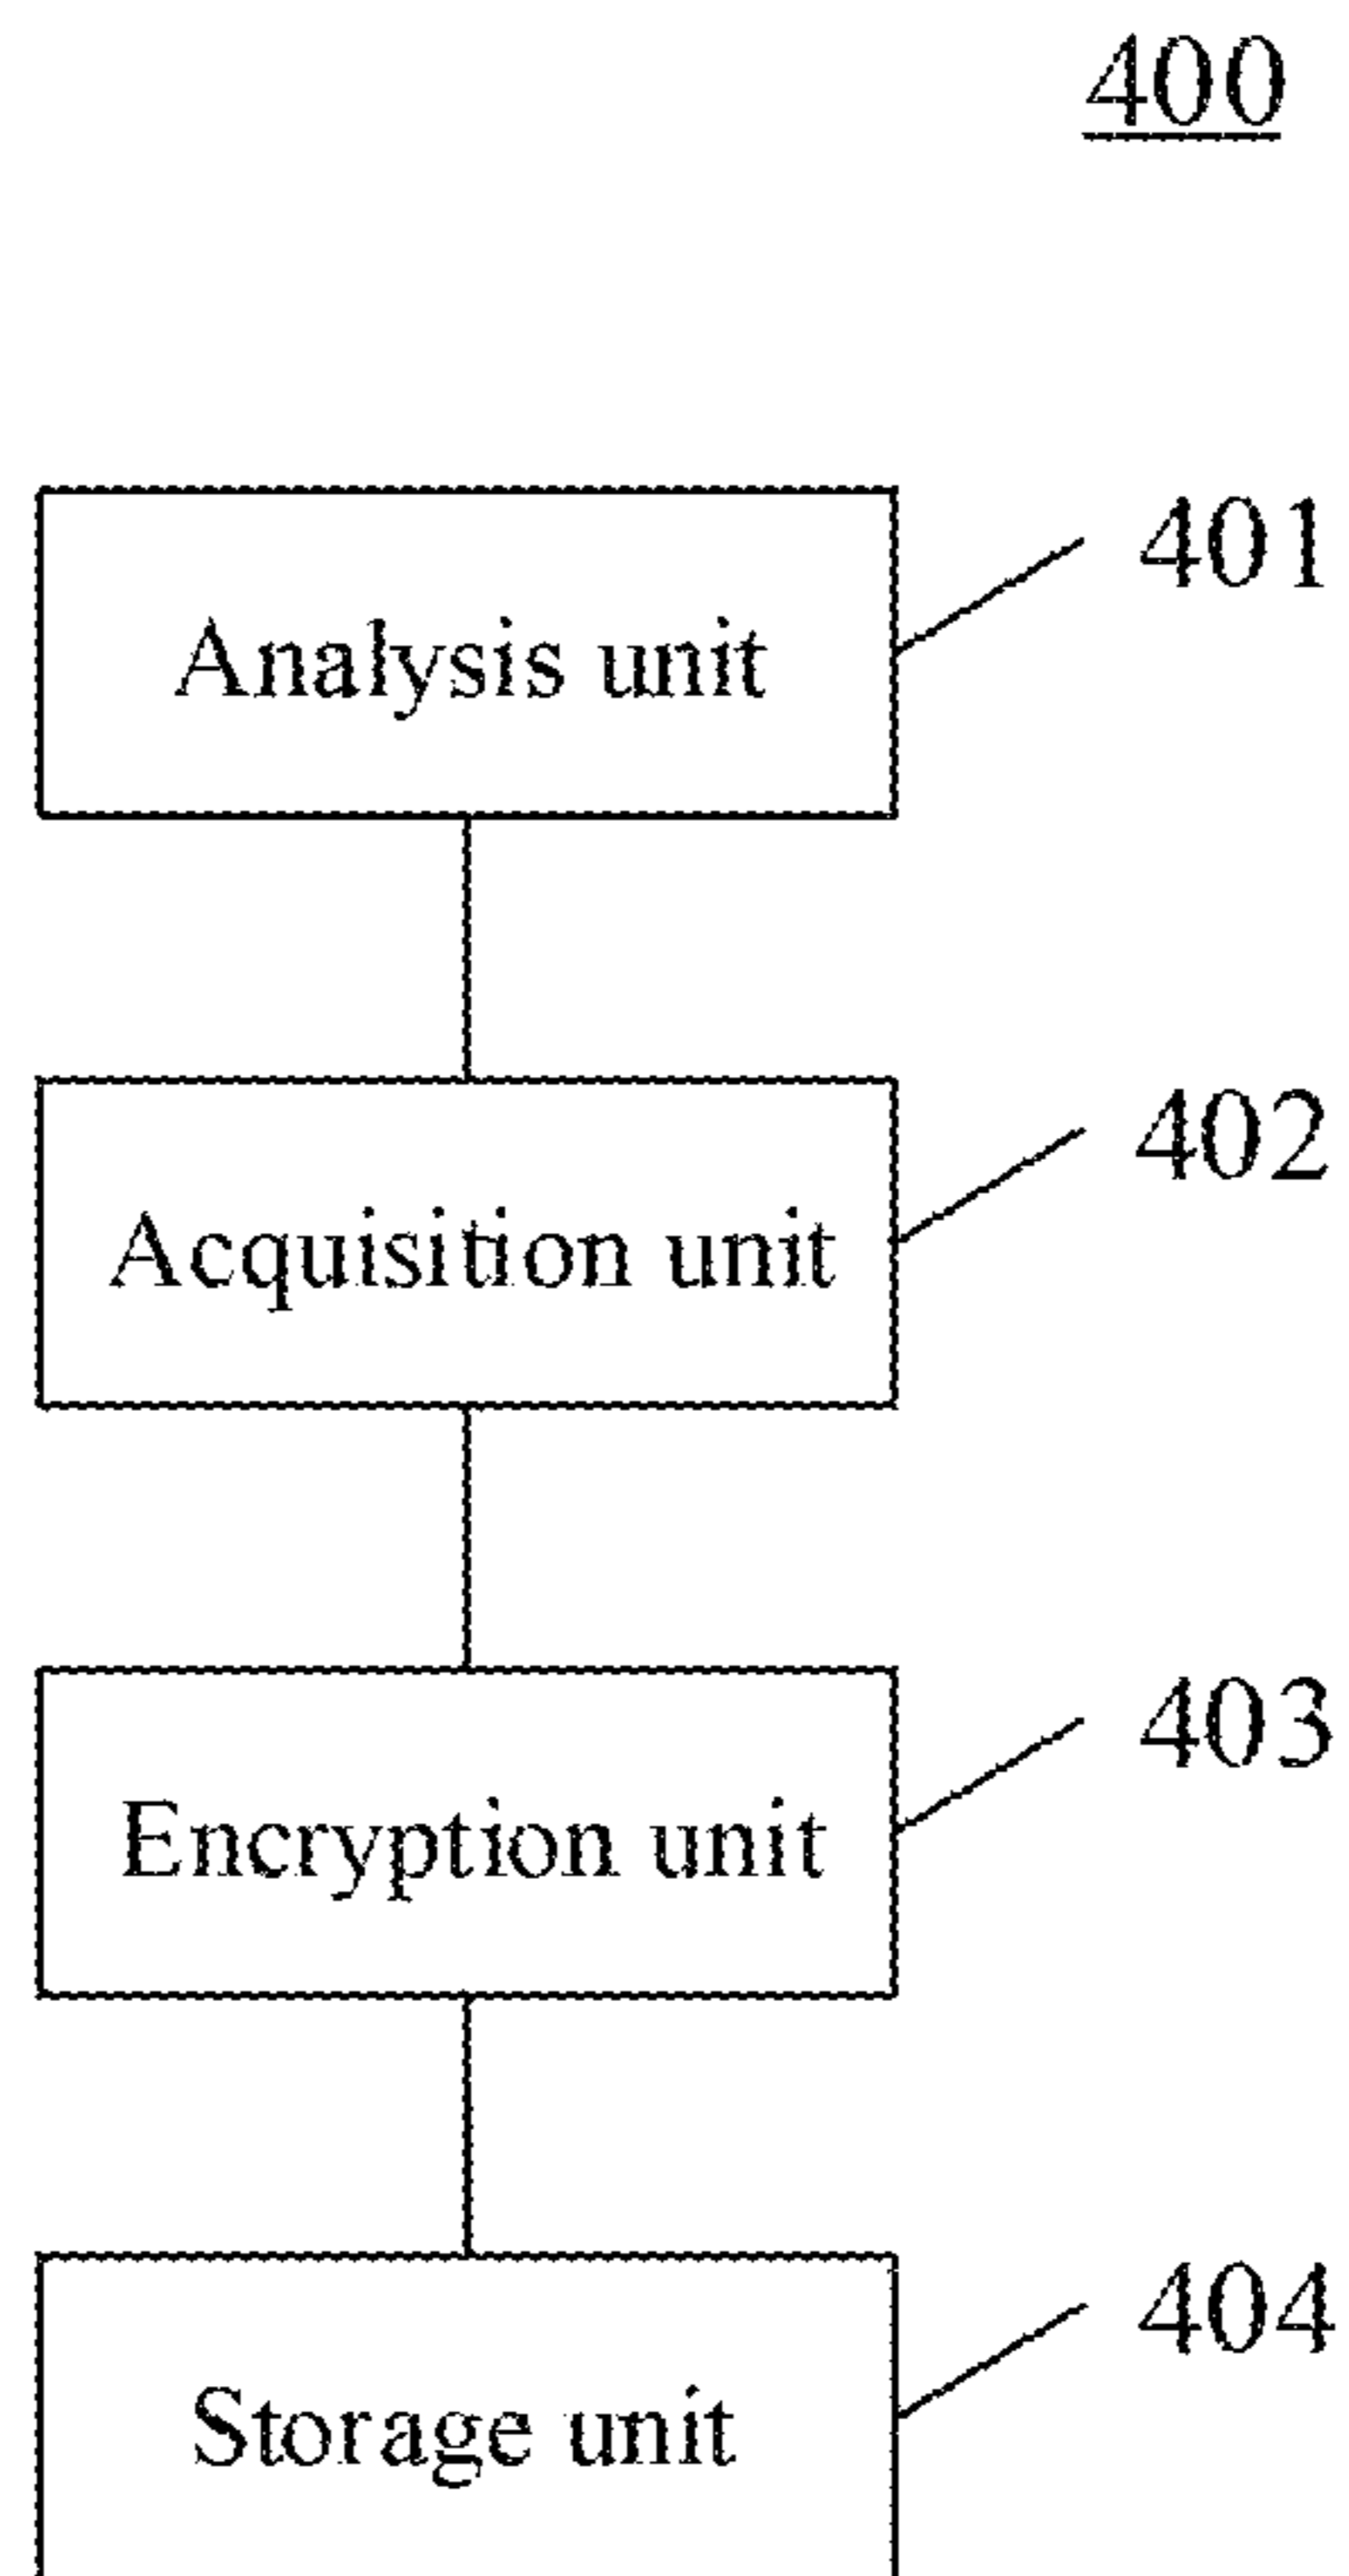 400
Analysis unit
401
Acquisition unit
402
Encryption unit
403
Storage unit
404